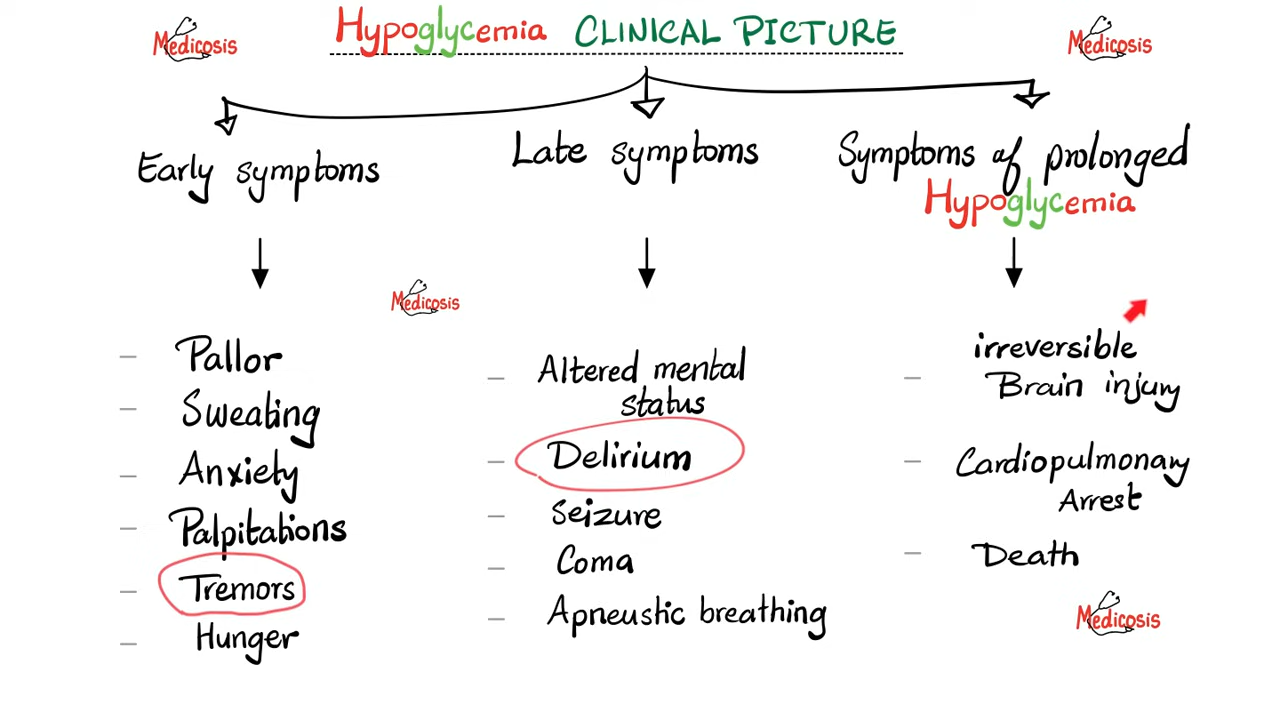 Medicosis
Hypoglycemia CLINICAL PICTURE
Medicosis
Early symptoms
Late symptoms
Symptoms of prolonged
Hypoglycemia
Medicosis
- Pallor
- Sweating
- Anxiety
- Palpitations
- Tremors
- Hunger
- Altered mental
status
- Delirium
- Seizure
- Coma
- Apneustic breathing
- irreversible
Brain injury
- Cardiopulmonary
Arrest
- Death
Medicosis